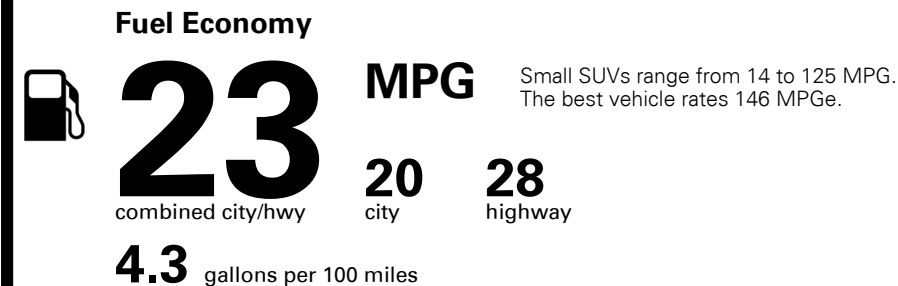 Fuel Economy
23 MPG
Small SUVs range from 14 to 125 MPG.
The best vehicle rates 146 MPGe.
combined city/hwy
20
city
28
highway
4.3 gallons per 100 miles